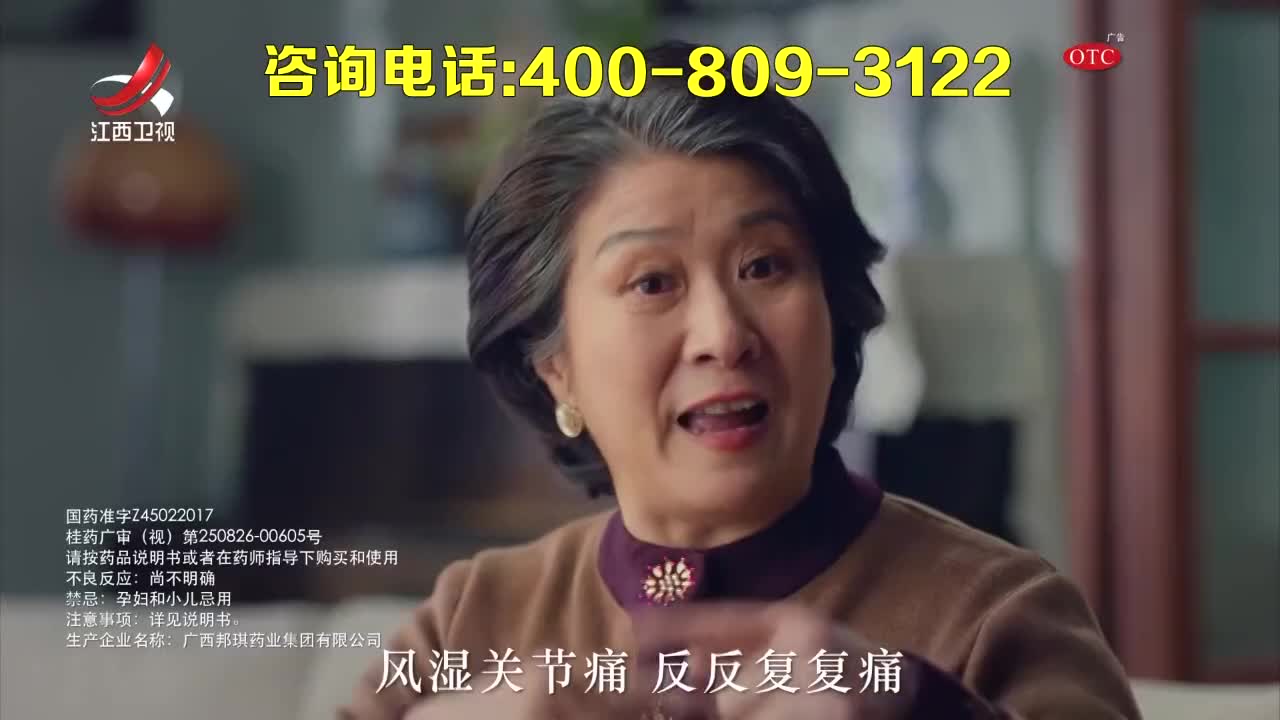 咨询电话:400-809-3122
广告
OTC
江西卫视
国药准字Z45022017
桂药广审（视）第250826-00605号
请按药品说明书或者在药师指导下购买和使用
不良反应：尚不明确
禁忌：孕妇和小儿忌用
注意事项：详见说明书。
生产企业名称：广西邦琪药业集团有限公司
风湿关节痛 反反复复痛